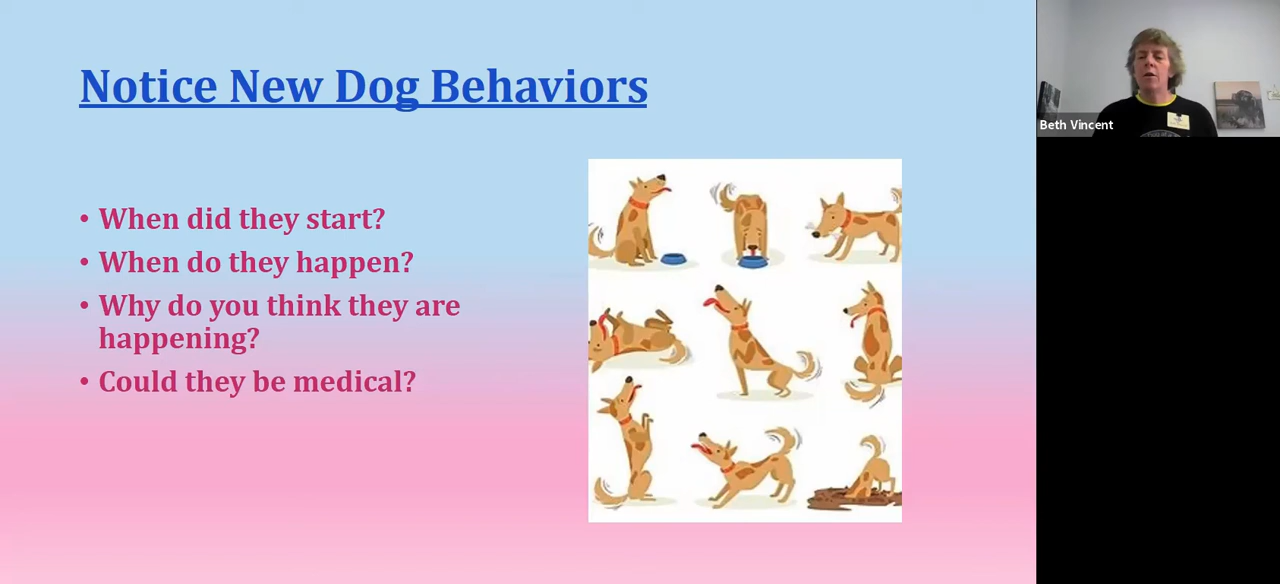 Notice New Dog Behaviors
• When did they start?
• When do they happen?
• Why do you think they are
happening?
• Could they be medical?
Beth Vincent